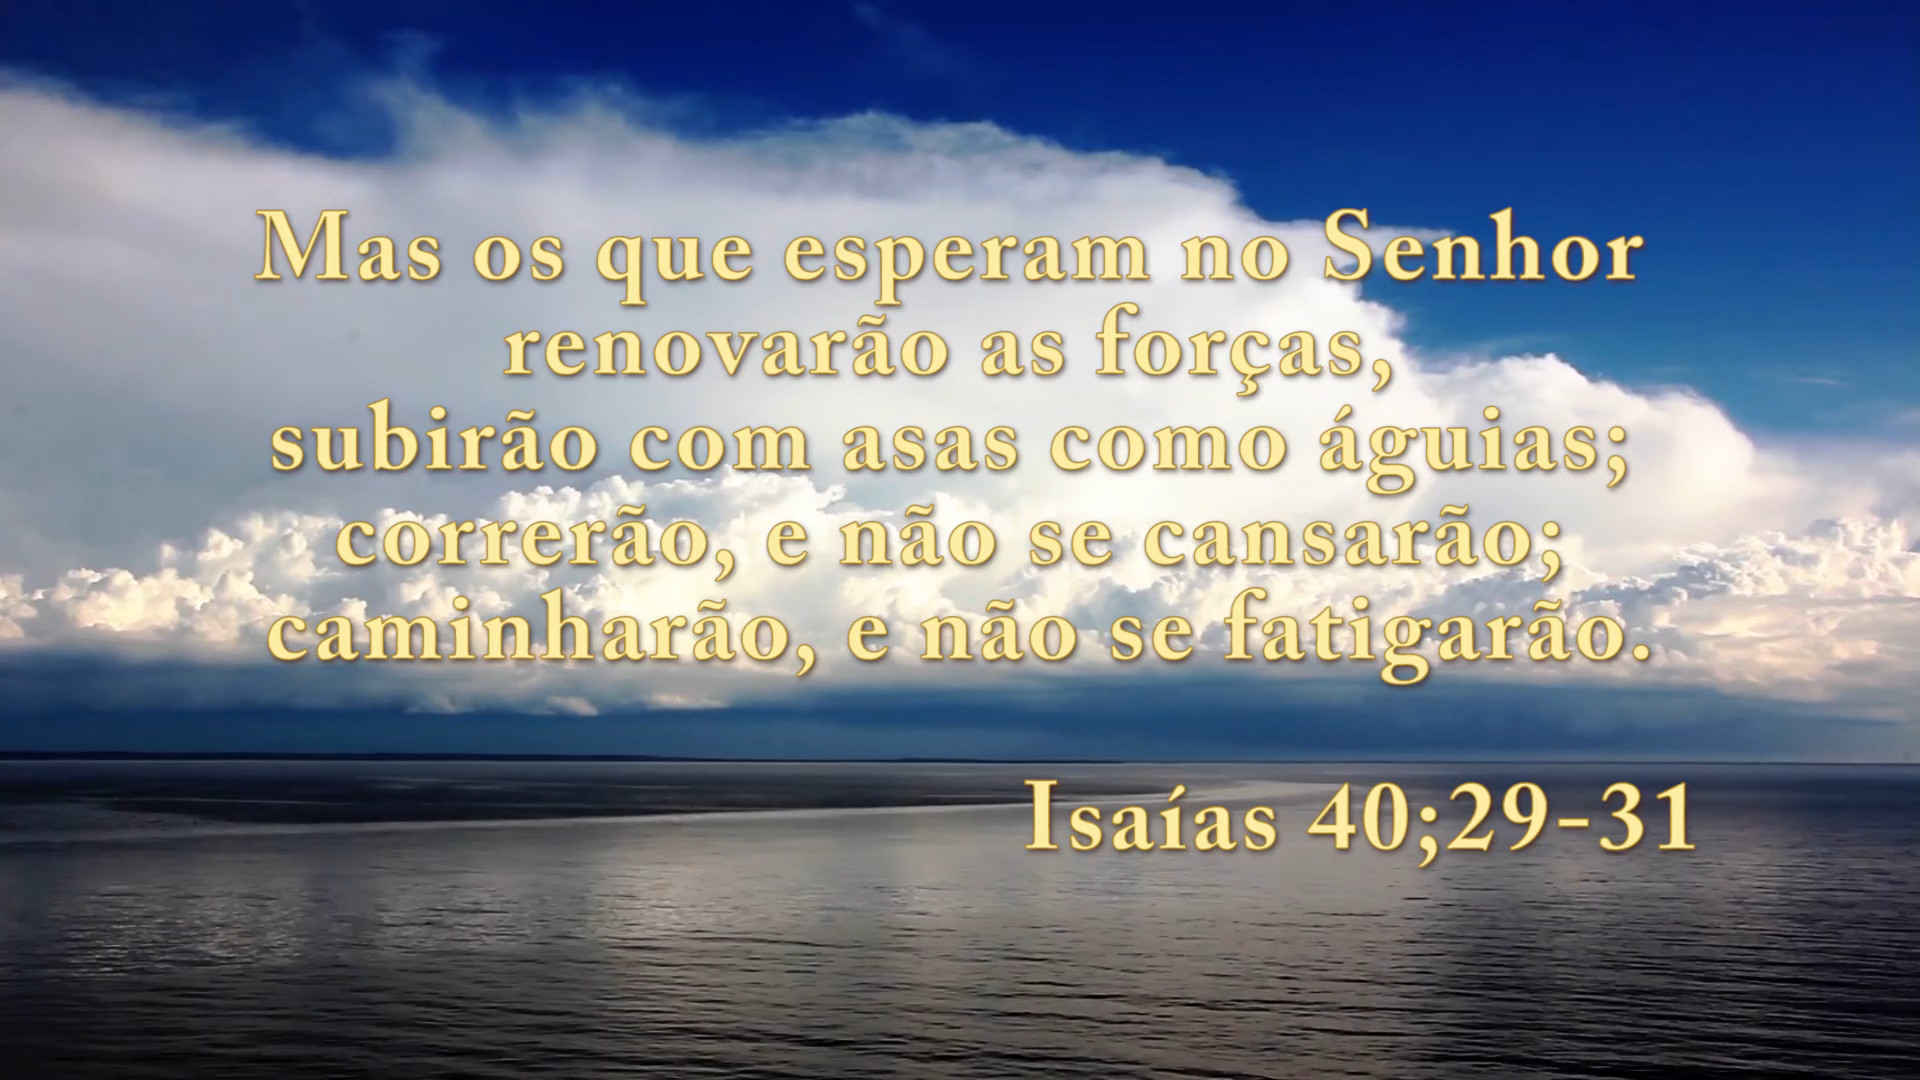 Mas os que esperam no Senhor
renovarão as forças,
subirão com asas como águias;
correrão, e não se cansarão;
caminharão, e não se fatigarão.
Isaías 40;29-31